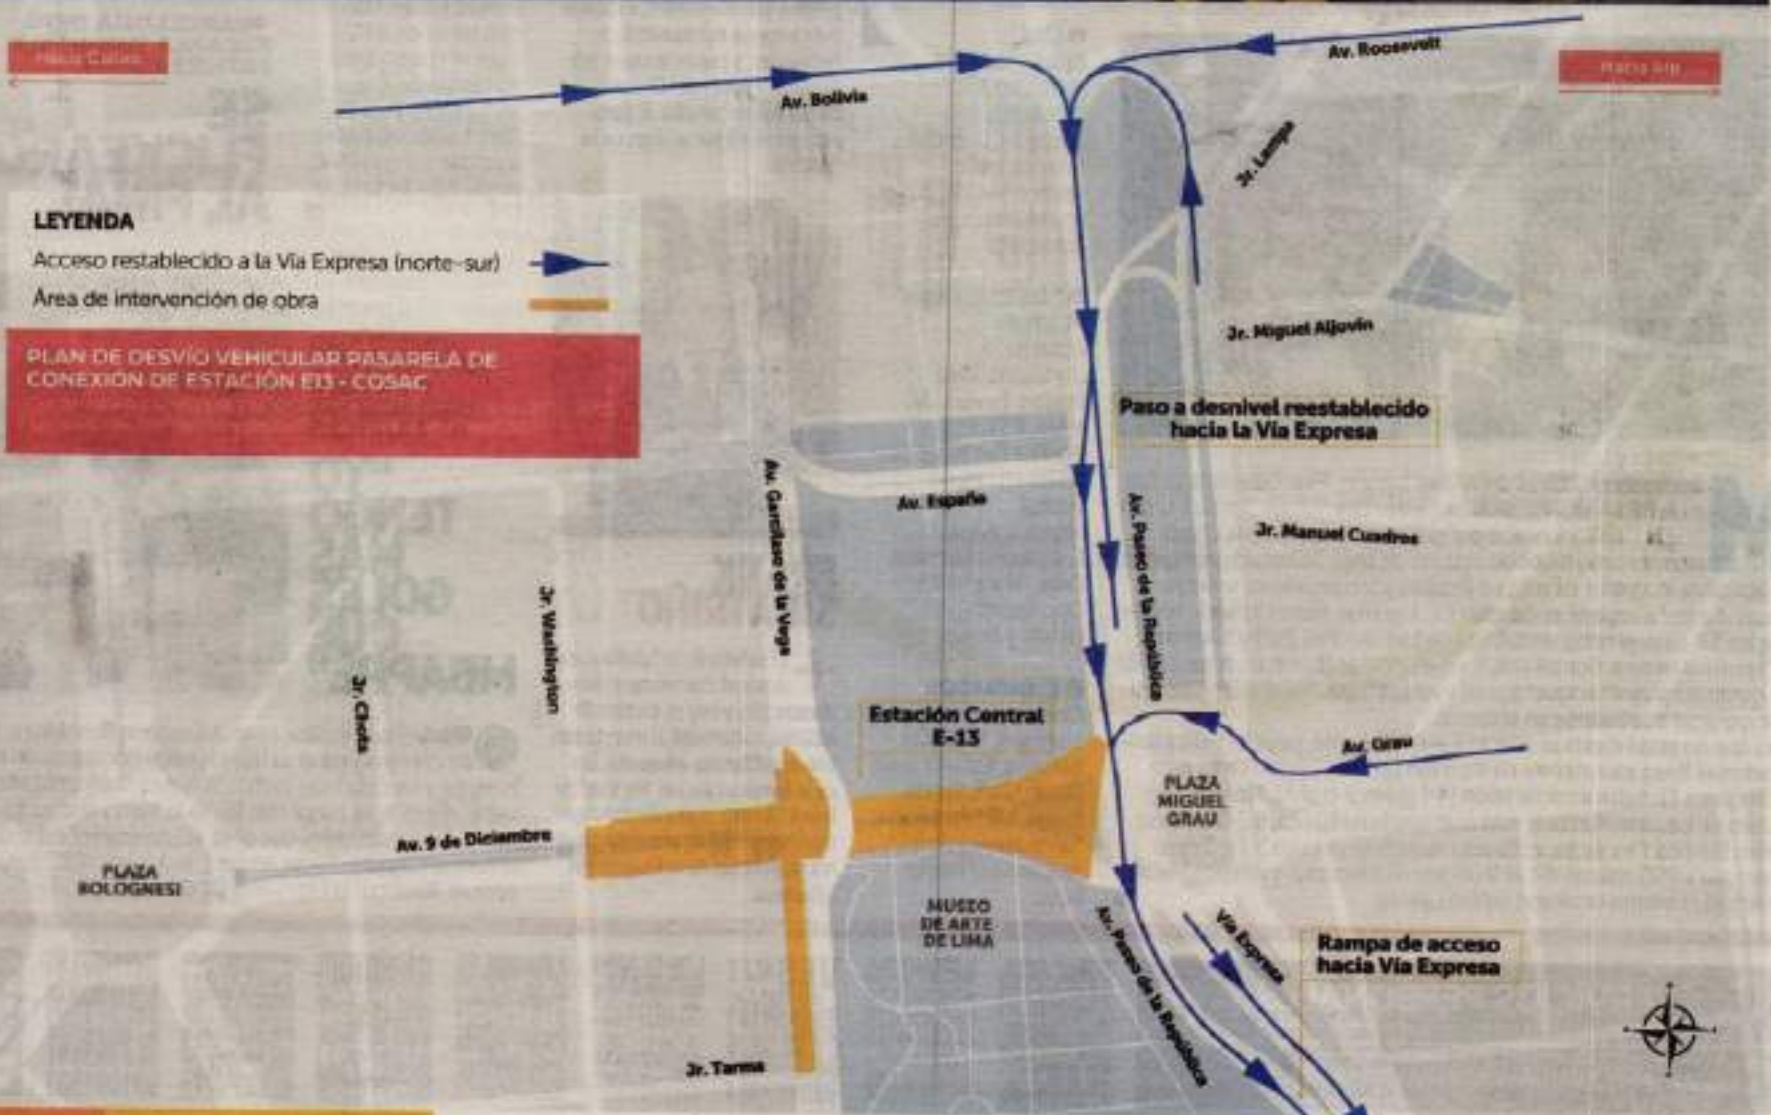 Hacia Callao
Av. Bolivia
Av. Roosevelt
Hacia Ate
Jr. Lampa
LEYENDA
Acceso restablecido a la Vía Expresa (norte-sur)
Área de intervención de obra
PLAN DE DESVÍO VEHICULAR PASARELA DE
CONEXIÓN DE ESTACIÓN E13 - COSAC
Jr. Miguel Aljovín
Paso a desnivel reestablecido
hacia la Vía Expresa
Av. España
Av. Garcilaso de la Vega
Av. Paseo de la República
Jr. Manuel Cuadros
Jr. Washington
Jr. Chota
Estación Central
E-13
Av. Grau
PLAZA
MIGUEL
GRAU
Av. 9 de Diciembre
PLAZA
BOLOGNESI
MUSEO
DE ARTE
DE LIMA
Av. Paseo de la República
Vía Expresa
Rampa de acceso
hacia Vía Expresa
Jr. Tarma